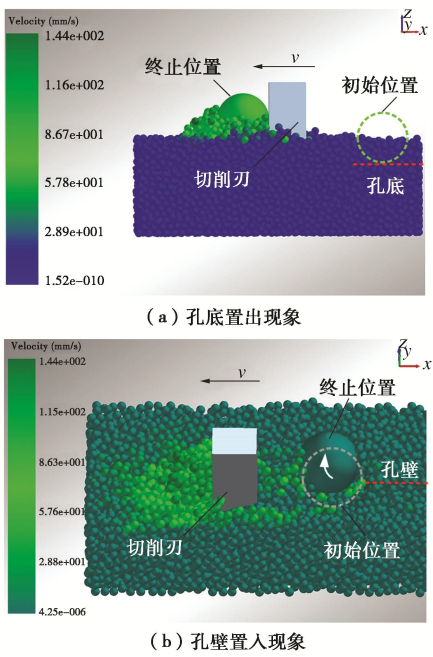 Velocity (mm/s)
1.44e+002
1.16e+002
8.67e+001
5.78e+001
2.89e+001
1.52e-010
终止位置
v
初始位置
切削刃
孔底
z
y
x
(a)孔底置出现象
Velocity (mm/s)
1.44e+002
1.15e+002
8.63e+001
5.76e+001
2.88e+001
4.25e-006
v
z
y
x
终止位置
孔壁
切削刃
初始位置
(b)孔壁置入现象